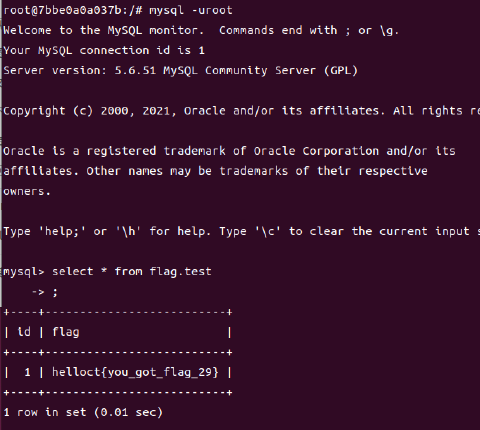 root@7bbe0a0a037b:/# mysql -uroot
Welcome to the MySQL monitor.  Commands end with ; or \g.
Your MySQL connection id is 1
Server version: 5.6.51 MySQL Community Server (GPL)
Copyright (c) 2000, 2021, Oracle and/or its affiliates. All rights
Oracle is a registered trademark of Oracle Corporation and/or its
affiliates. Other names may be trademarks of their respective
owners.
Type 'help;' or '\h' for help. Type '\c' to clear the current input
mysql> select * from flag.test
    -> ;
+----+--------------------------+
| id | flag                     |
+----+--------------------------+
|  1 | helloct{you_got_flag_29} |
+----+--------------------------+
1 row in set (0.01 sec)